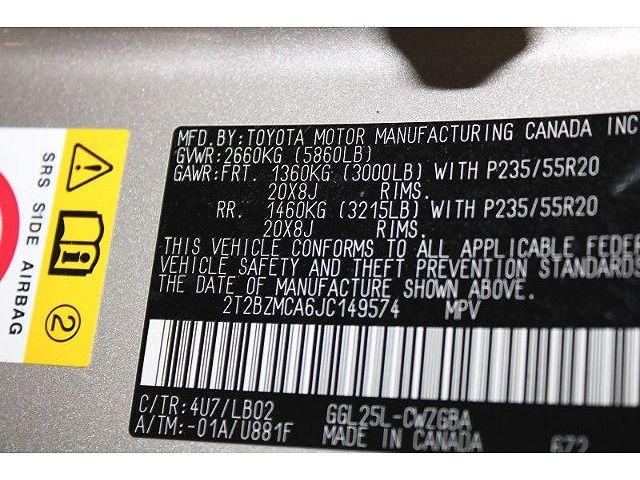 MFD.BY:TOYOTA MOTOR MANUFACTURING CANADA INC
GVWR:2660KG (5860LB)
GAWR:FRT. 1360KG (3000LB) WITH P235/55R20
20X8J RIMS.
RR. 1460KG (3215LB) WITH P235/55R20
20X8J RIMS.
THIS VEHICLE CONFORMS TO ALL APPLICABLE FEDER
VEHICLE SAFETY AND THEFT PREVENTION STANDARDS
THE DATE OF MANUFACTURE SHOWN ABOVE.
2T2BZMCA6JC149574 MPV
C/TR:4U7/LB02 GGL25L-CWZGBA
A/TM:-01A/U881F MADE IN CANADA
SRS SIDE AIRBAG
2